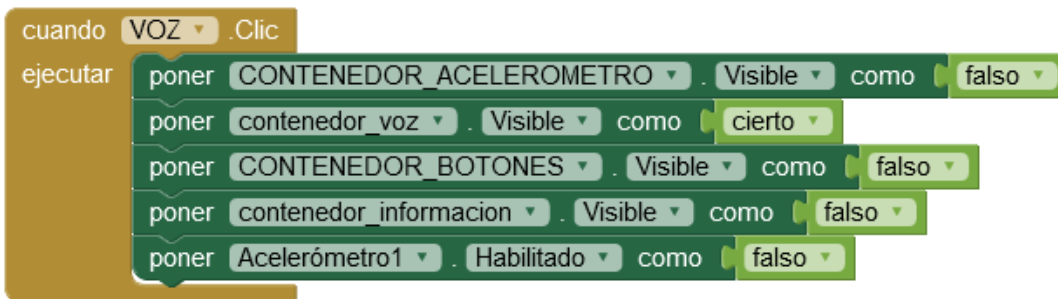 cuando VOZ .Clic
ejecutar poner CONTENEDOR_ACELEROMETRO . Visible como falso
poner contenedor_voz . Visible como cierto
poner CONTENEDOR_BOTONES . Visible como falso
poner contenedor_informacion . Visible como falso
poner Acelerómetro1 . Habilitado como falso